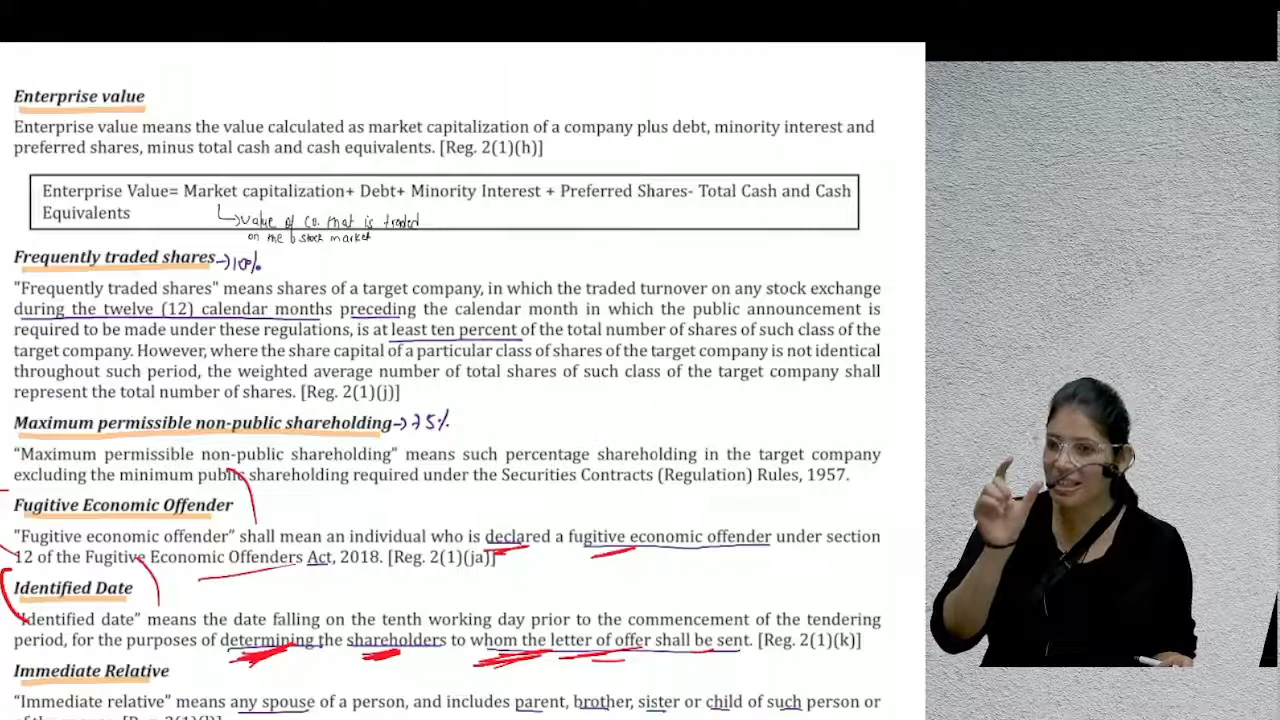 Enterprise value
Enterprise value means the value calculated as market capitalization of a company plus debt, minority interest and
preferred shares, minus total cash and cash equivalents. [Reg. 2(1)(h)]
Enterprise Value= Market capitalization+ Debt+ Minority Interest + Preferred Shares- Total Cash and Cash
Equivalents
value of co. that is traded
on the stock market
Frequently traded shares →10%
"Frequently traded shares" means shares of a target company, in which the traded turnover on any stock exchange
during the twelve (12) calendar months preceding the calendar month in which the public announcement is
required to be made under these regulations, is at least ten percent of the total number of shares of such class of the
target company. However, where the share capital of a particular class of shares of the target company is not identical
throughout such period, the weighted average number of total shares of such class of the target company shall
represent the total number of shares. [Reg. 2(1)(j)]
Maximum permissible non-public shareholding →75%
“Maximum permissible non-public shareholding” means such percentage shareholding in the target company
excluding the minimum public shareholding required under the Securities Contracts (Regulation) Rules, 1957.
Fugitive Economic Offender
"Fugitive economic offender” shall mean an individual who is declared a fugitive economic offender under section
12 of the Fugitive Economic Offenders Act, 2018. [Reg. 2(1)(ja)]
Identified Date
"Identified date” means the date falling on the tenth working day prior to the commencement of the tendering
period, for the purposes of determining the shareholders to whom the letter of offer shall be sent. [Reg. 2(1)(k)]
Immediate Relative
“Immediate relative” means any spouse of a person, and includes parent, brother, sister or child of such person or